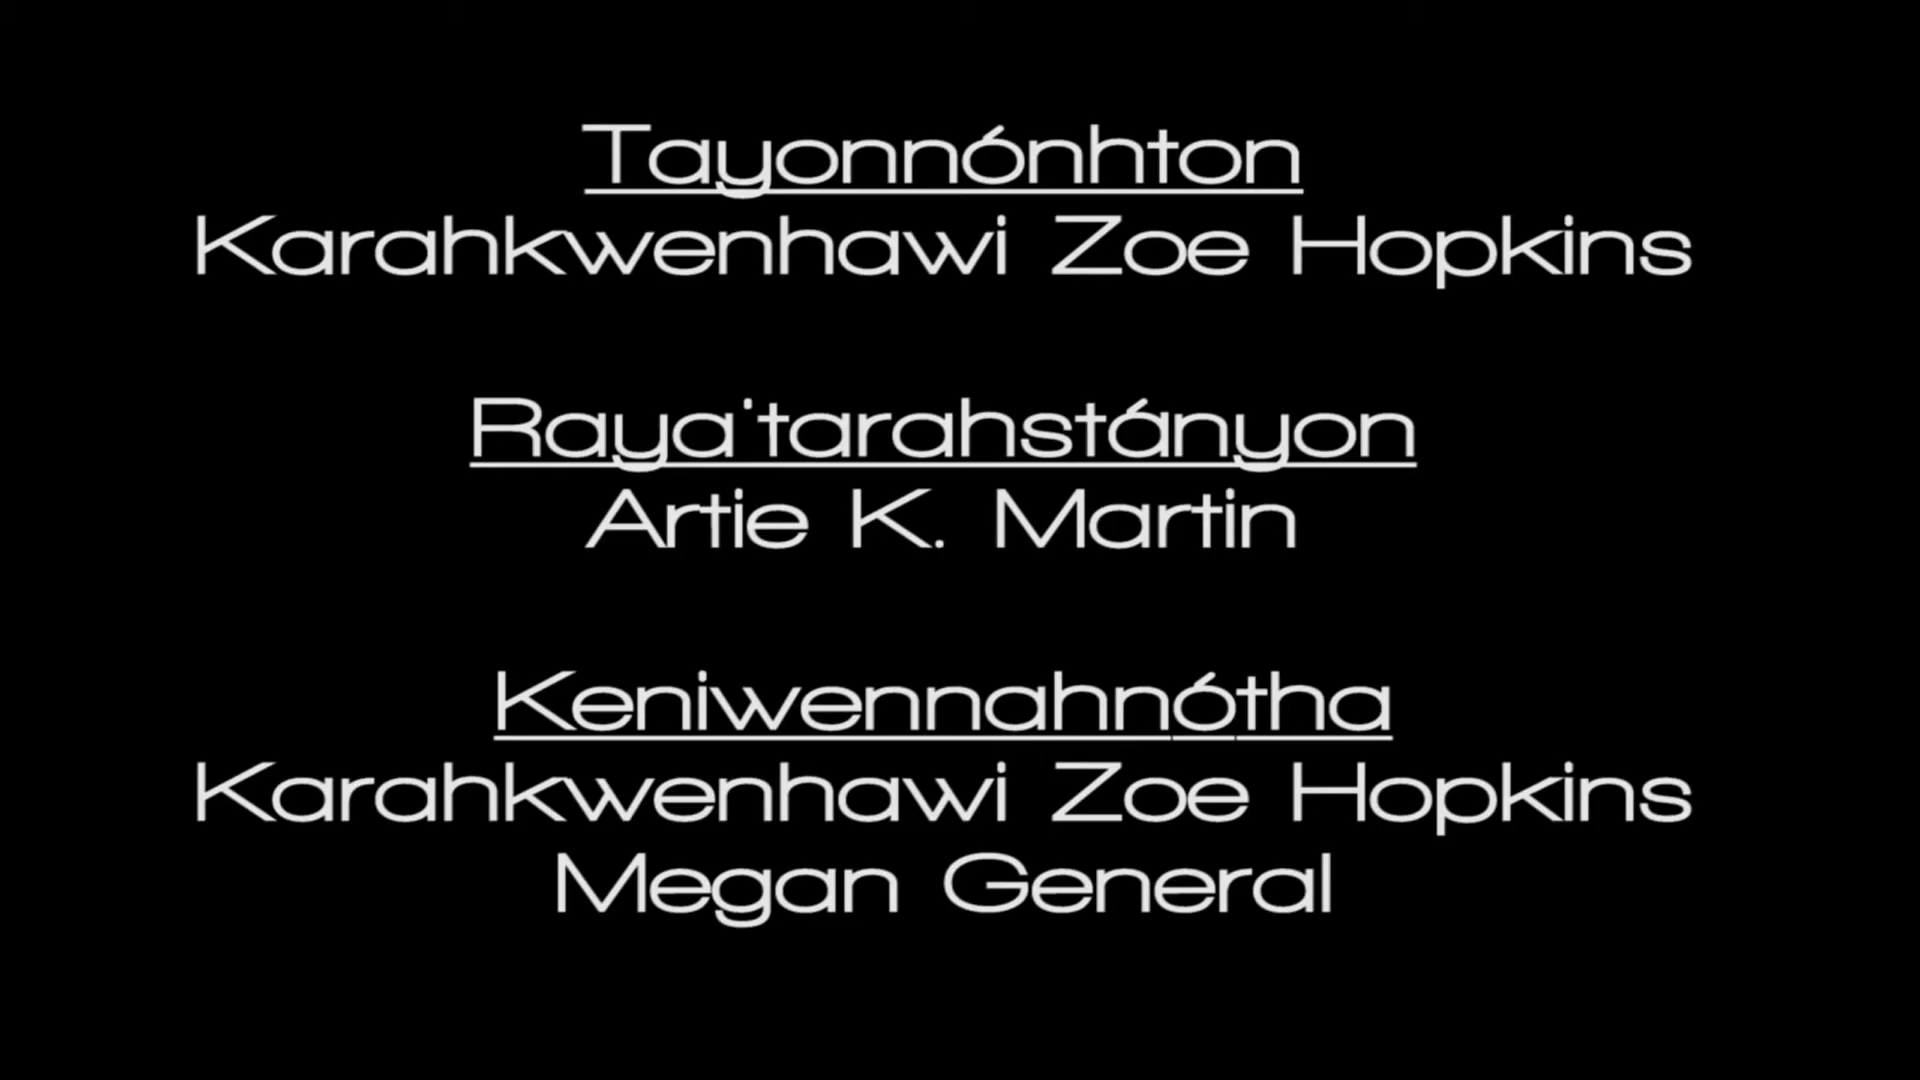 Tayonnónhton
Karahkwenhawi Zoe Hopkins
Raya'tarahstányon
Artie K. Martin
Keniwennahnótha
Karahkwenhawi Zoe Hopkins
Megan General